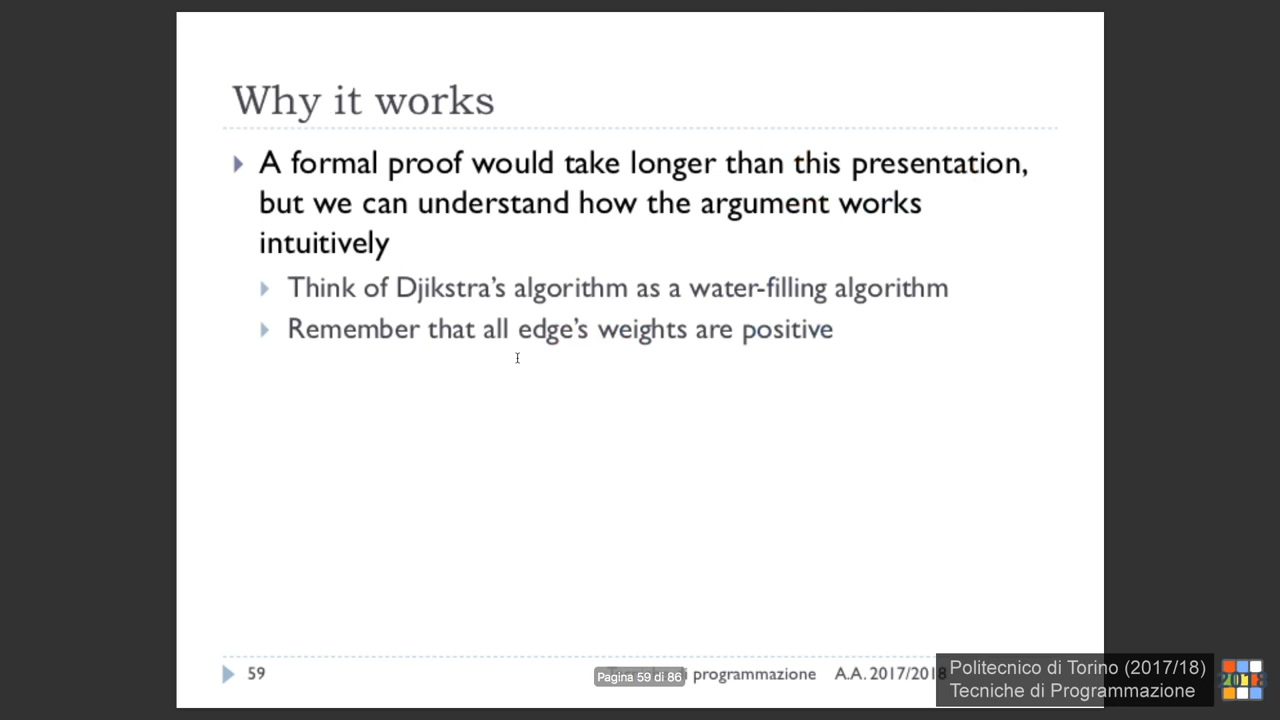 Why it works
A formal proof would take longer than this presentation,
but we can understand how the argument works
intuitively
Think of Djikstra's algorithm as a water-filling algorithm
Remember that all edge's weights are positive
59
Pagina 59 di 86
programmazione
A.A. 2017/2018
Politecnico di Torino (2017/18)
Tecniche di Programmazione
2018